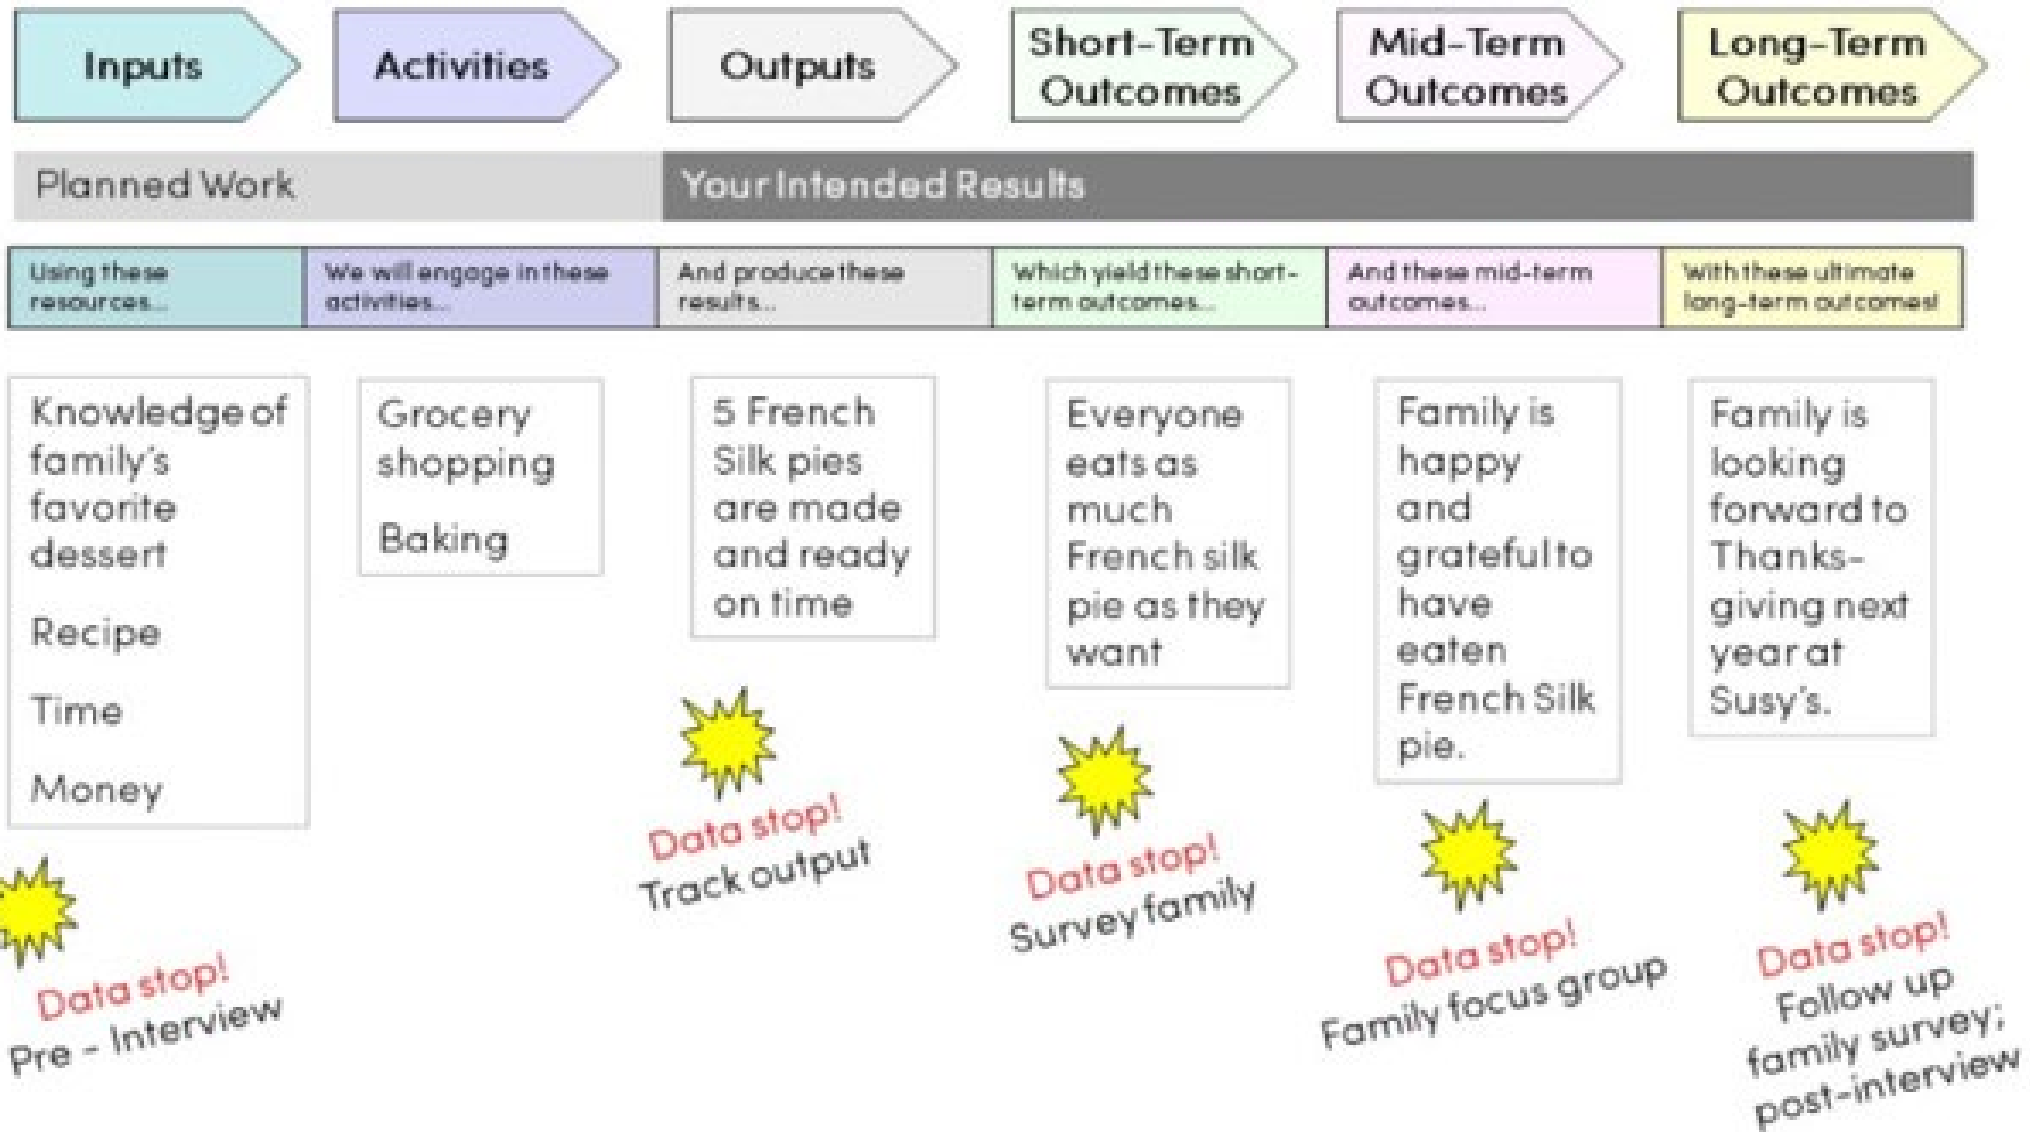 Inputs
Activities
Outputs
Short-Term
Outcomes
Mid-Term
Outcomes
Long-Term
Outcomes
Planned Work
Your Intended Results
Using these
resources...
We will engage in these
activities...
And produce these
results...
Which yield these short-
term outcomes...
And these mid-term
outcomes...
With these ultimate
long-term outcomes!
Knowledge of
family's
favorite
dessert
Recipe
Time
Money
Grocery
shopping
Baking
5 French
Silk pies
are made
and ready
on time
Everyone
eats as
much
French silk
pie as they
want
Family is
happy
and
grateful to
have
eaten
French Silk
pie.
Family is
looking
forward to
Thanks-
giving next
year at
Susy's.
Data stop!
Pre - Interview
Data stop!
Track output
Data stop!
Survey family
Data stop!
Family focus group
Data stop!
Follow up
family survey;
post-interview